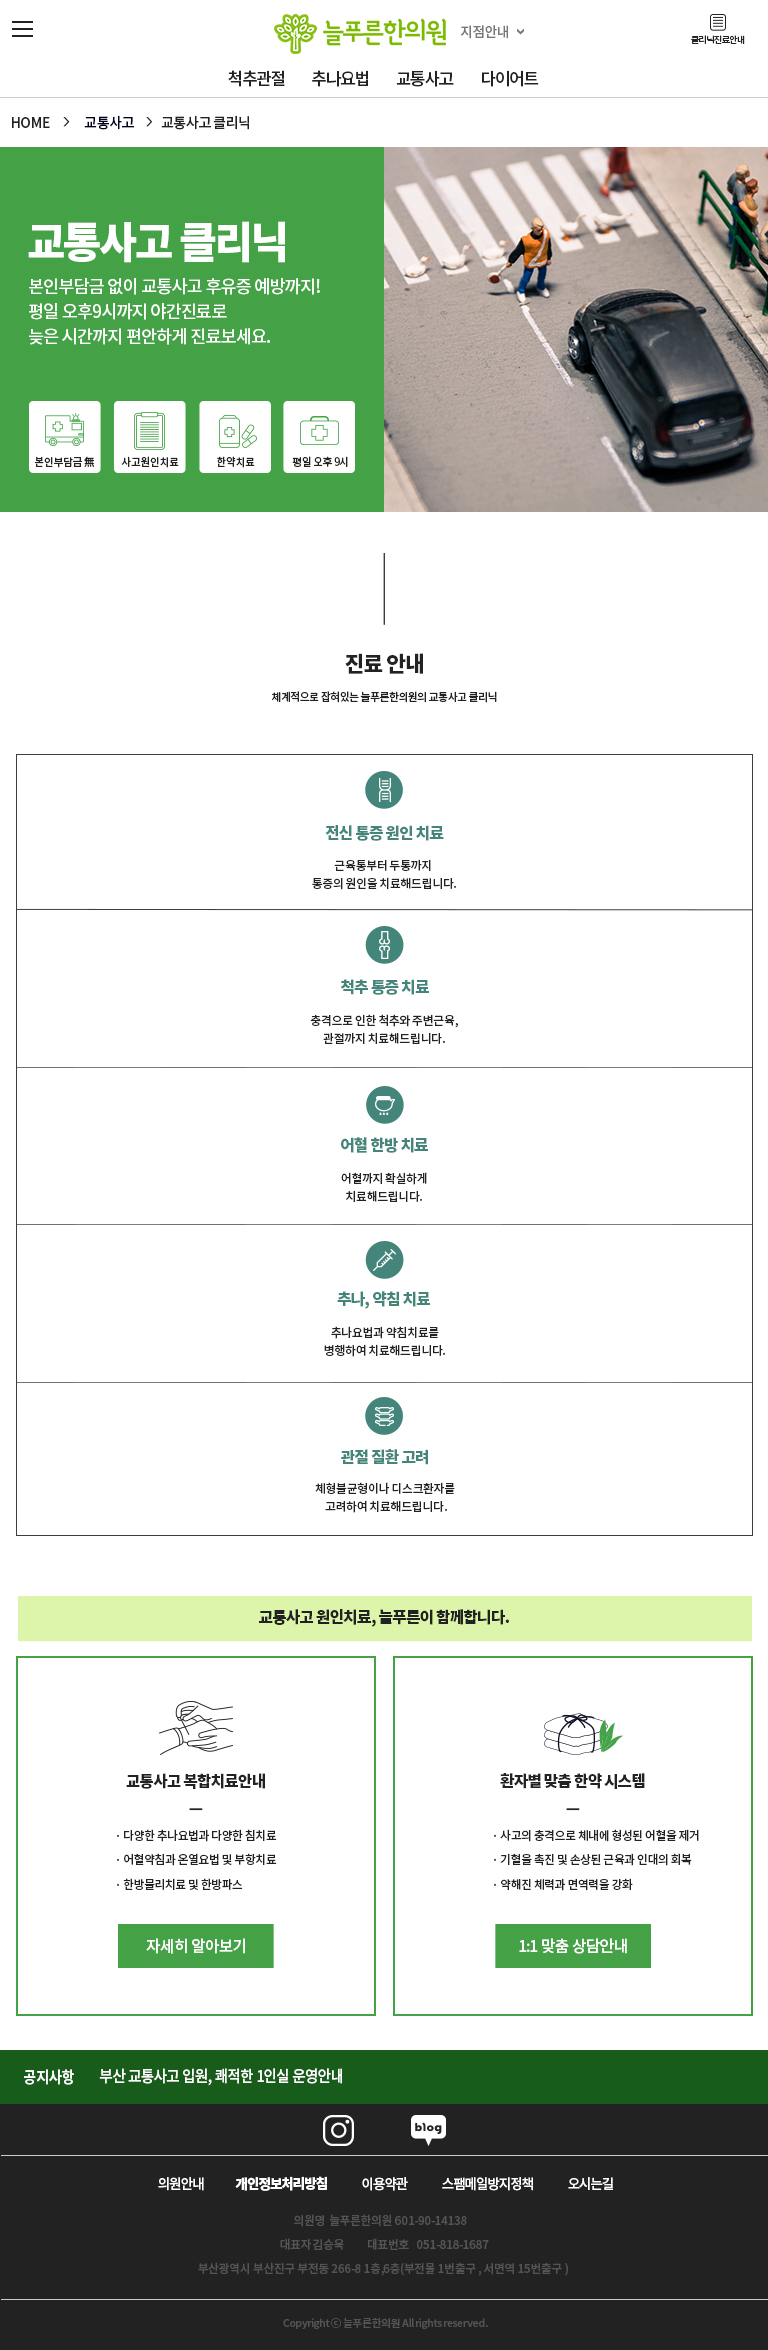 늘푸른한의원
지점안내
클리닉진료안내
척추관절 추나요법 교통사고 다이어트
HOME 교통사고 교통사고 클리닉
교통사고 클리닉
본인부담금 없이 교통사고 후유증 예방까지!
평일 오후9시까지 야간진료로
늦은 시간까지 편안하게 진료보세요.
본인부담금 無 사고원인치료 한약치료 평일 오후 9시
진료 안내
체계적으로 잡혀있는 늘푸른한의원의 교통사고 클리닉
전신 통증 원인 치료
근육통부터 두통까지
통증의 원인을 치료해드립니다.
척추 통증 치료
충격으로 인한 척추와 주변근육,
관절까지 치료해드립니다.
어혈 한방 치료
어혈까지 확실하게
치료해드립니다.
추나, 약침 치료
추나요법과 약침치료를
병행하여 치료해드립니다.
관절 질환 고려
체형불균형이나 디스크환자를
고려하여 치료해드립니다.
교통사고 원인치료, 늘푸른이 함께합니다.
교통사고 복합치료안내
· 다양한 추나요법과 다양한 침치료
· 어혈약침과 온열요법 및 부항치료
· 한방물리치료 및 한방파스
자세히 알아보기
환자별 맞춤 한약 시스템
· 사고의 충격으로 체내에 형성된 어혈을 제거
· 기혈을 촉진 및 손상된 근육과 인대의 회복
· 약해진 체력과 면역력을 강화
1:1 맞춤 상담안내
공지사항 부산 교통사고 입원, 쾌적한 1인실 운영안내
blog
의원안내 개인정보처리방침 이용약관 스팸메일방지정책 오시는길
의원명 늘푸른한의원 601-90-14138
대표자 김승욱 대표번호 051-818-1687
부산광역시 부산진구 부전동 266-8 1층,6층(부전몰 1번출구 , 서면역 15번출구 )
Copyright ⓒ 늘푸른한의원 All rights reserved.